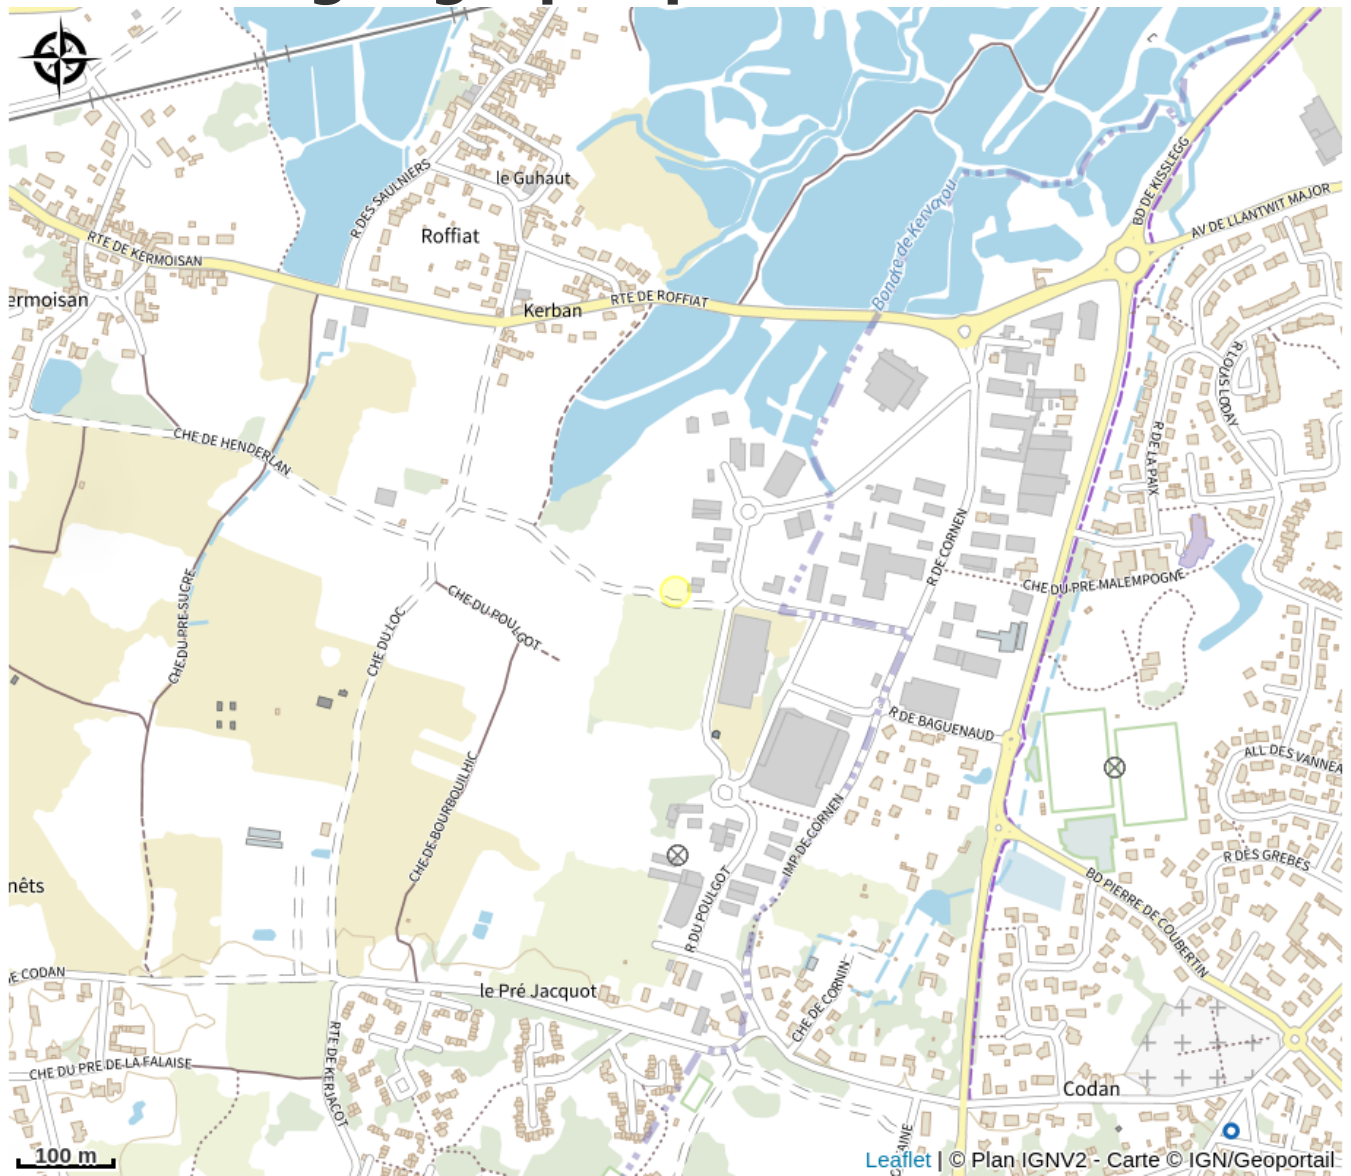 le Guhaut
R DES SAULNIERS
Roffiat
BD DE KISSLEGG
AV DE LLANTWIT MAJOR
RTE DE KERMOISAN
Bondre de Kervarou
ermoisan
Kerban
RTE DE ROFFIAT
R LOUIS LODAY
R DE LA PAIX
CHE DE HENDERLAN
R DE CORNEN
CHE DU PRE MALEMPOGNE
CHE DU PRE SUCRE
CHE DU POULGOT
CHE DU LOC
R DE BAGUENAUD
ALL DES VANNEA
CHE DE BOURBOUILHIC
IMP DE CORNEN
R DES GREBES
nêts
R DU POULGOT
BD PIERRE DE COUBERTIN
E CODAN
le Pré Jacquot
CHE DE CORNIN
RTE DE KERJACOT
CHE DU PRE DE LA FALAISE
Codan
AINE
100 m
Leaflet | © Plan IGNV2 - Carte © IGN/Geoportail